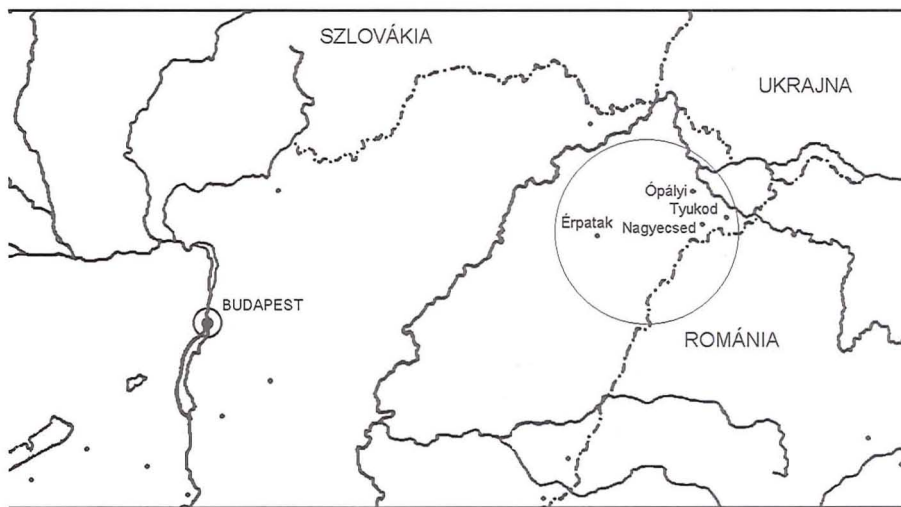 SZLOVÁKIA
UKRAJNA
Ópályi
Tyukod
Érpatak
Nagyecsed
BUDAPEST
ROMÁNIA